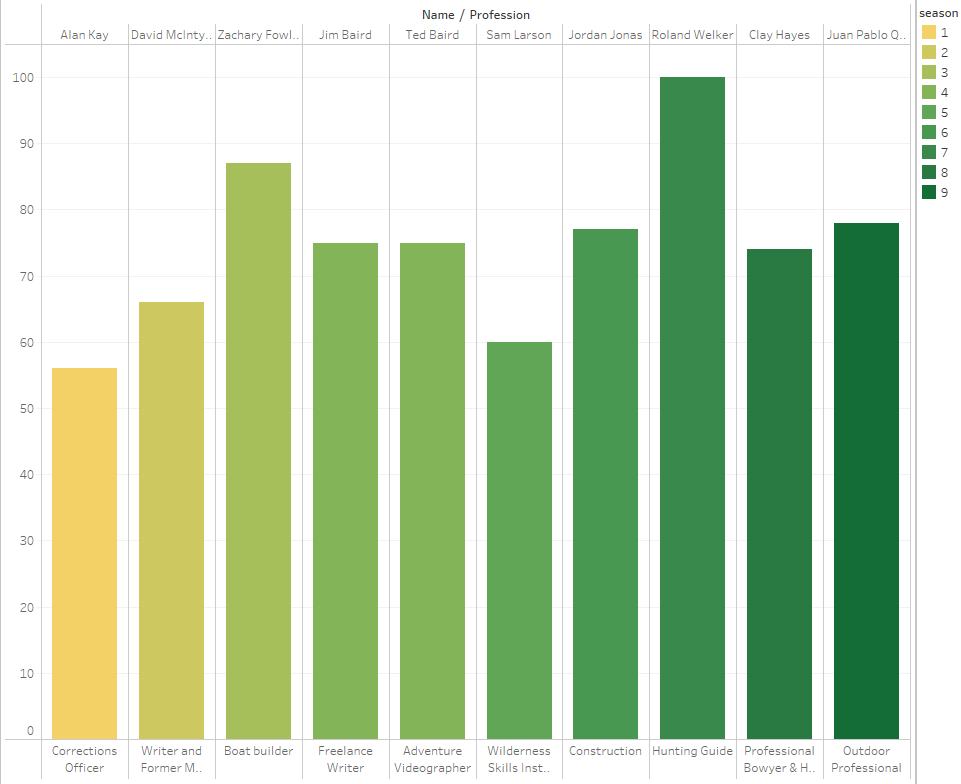 Name / Profession
Alan Kay David McInty.. Zachary Fowl.. Jim Baird Ted Baird Sam Larson Jordan Jonas Roland Welker Clay Hayes Juan Pablo Q..
100
90
80
70
60
50
40
30
20
10
0
Corrections Officer
Writer and Former M..
Boat builder
Freelance Writer
Adventure Videographer
Wilderness Skills Inst..
Construction
Hunting Guide
Professional Bowyer & H..
Outdoor Professional
season
1
2
3
4
5
6
7
8
9